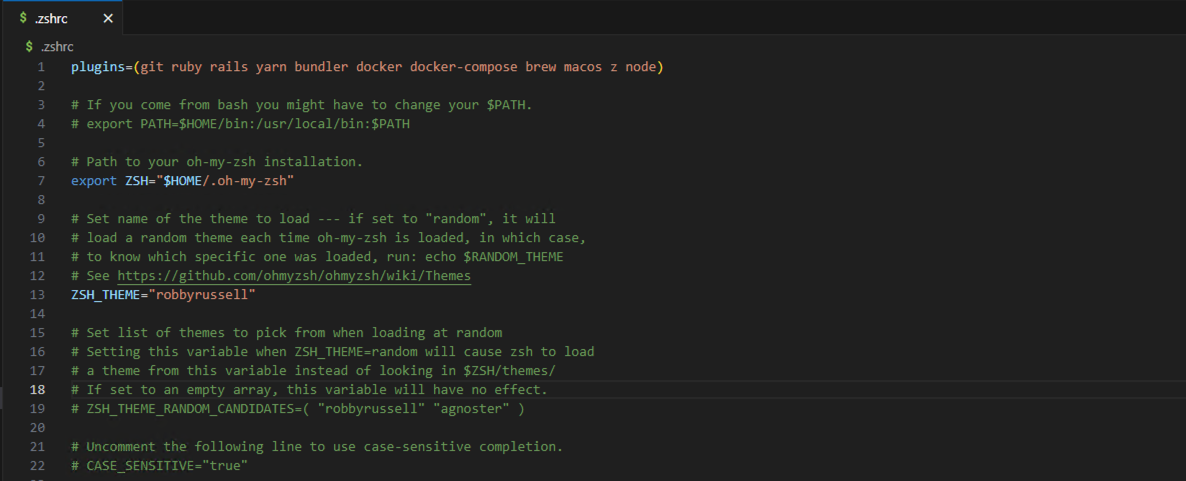 $ .zshrc ×
$ .zshrc
1 plugins=(git ruby rails yarn bundler docker docker-compose brew macos z node)
2
3 # If you come from bash you might have to change your $PATH.
4 # export PATH=$HOME/bin:/usr/local/bin:$PATH
5
6 # Path to your oh-my-zsh installation.
7 export ZSH="$HOME/.oh-my-zsh"
8
9 # Set name of the theme to load --- if set to "random", it will
10 # load a random theme each time oh-my-zsh is loaded, in which case,
11 # to know which specific one was loaded, run: echo $RANDOM_THEME
12 # See https://github.com/ohmyzsh/ohmyzsh/wiki/Themes
13 ZSH_THEME="robbyrussell"
14
15 # Set list of themes to pick from when loading at random
16 # Setting this variable when ZSH_THEME=random will cause zsh to load
17 # a theme from this variable instead of looking in $ZSH/themes/
18 # If set to an empty array, this variable will have no effect.
19 # ZSH_THEME_RANDOM_CANDIDATES=( "robbyrussell" "agnoster" )
20
21 # Uncomment the following line to use case-sensitive completion.
22 # CASE_SENSITIVE="true"